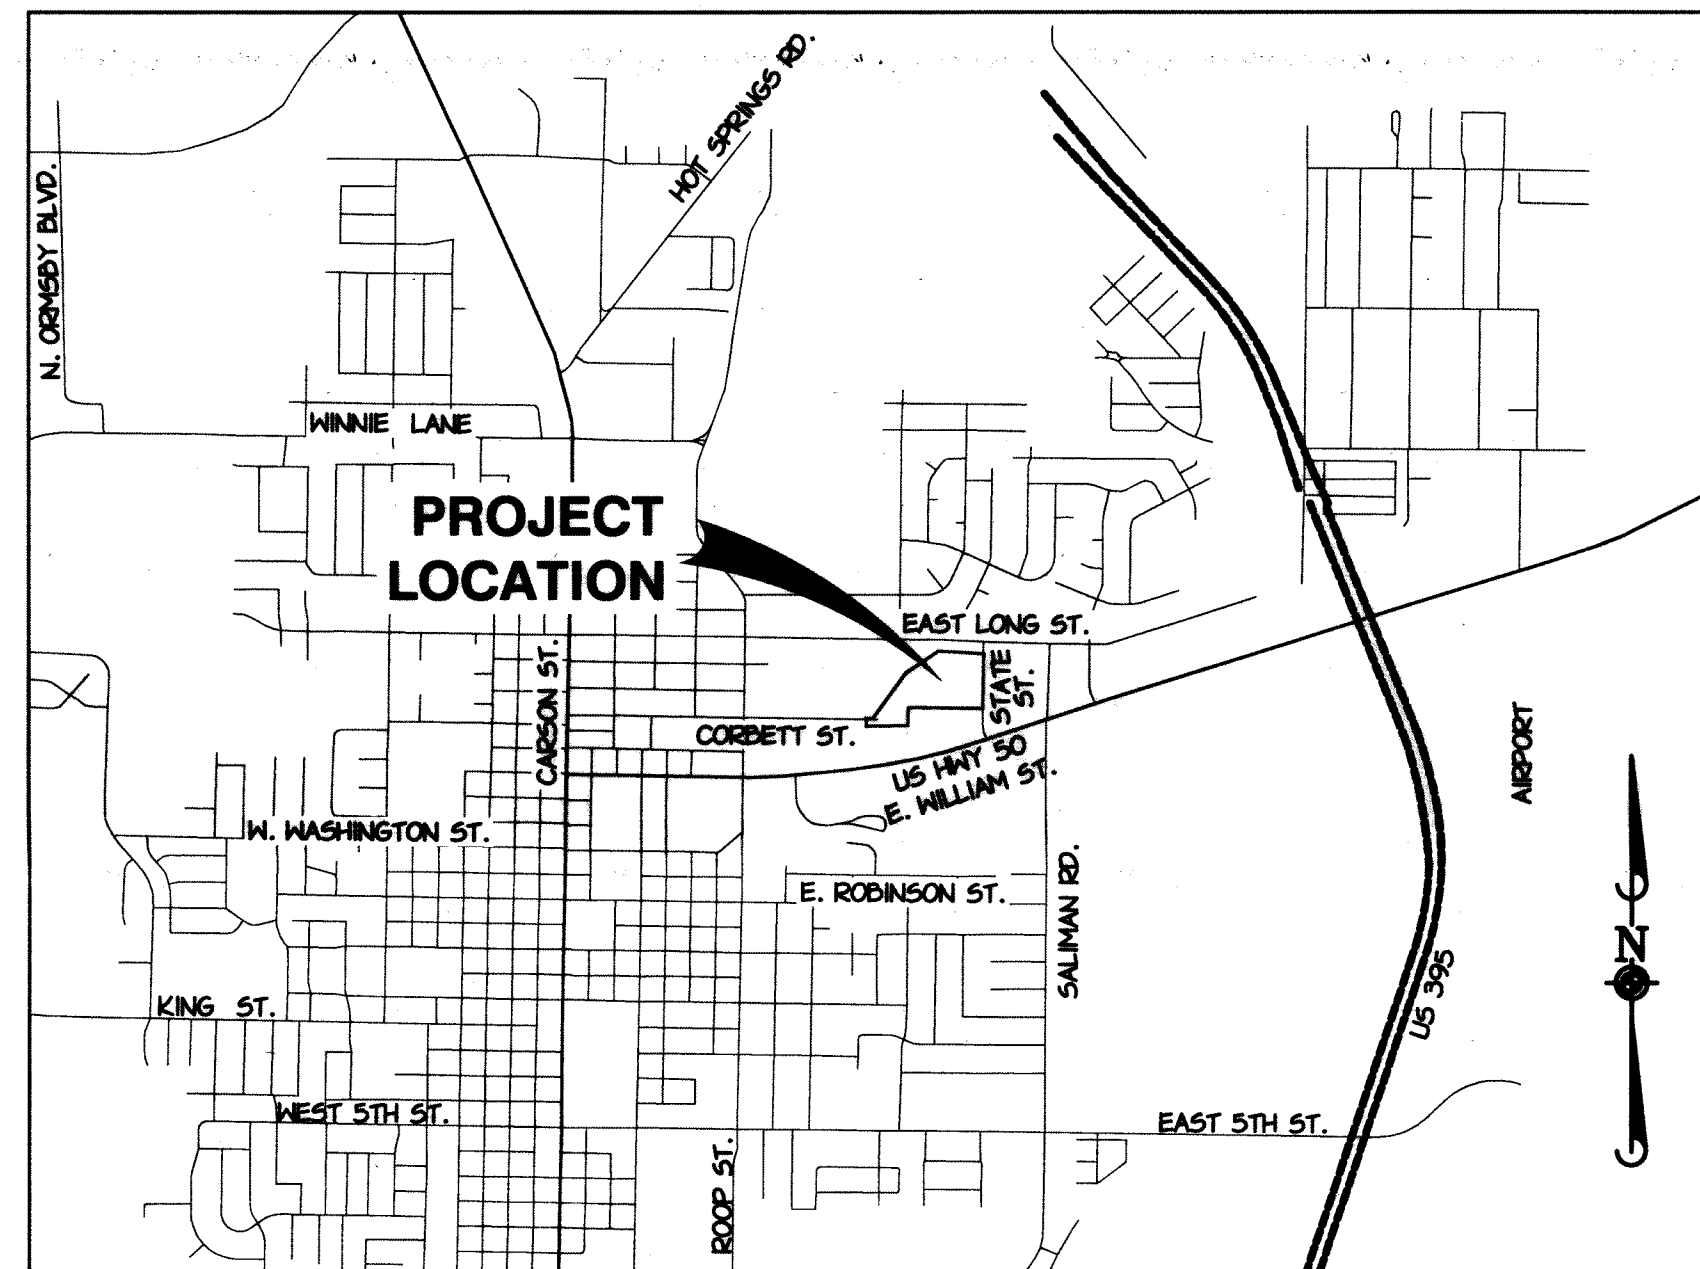 HOT SPRINGS RD.
N. ORMSBY BLVD.
WINNIE LANE
PROJECT
LOCATION
EAST LONG ST.
CARSON ST.
STATE
ST.
CORBETT ST.
US HWY 50
E. WILLIAM ST.
AIRPORT
W. WASHINGTON ST.
E. ROBINSON ST.
SALIMAN RD.
N
US 395
KING ST.
WEST 5TH ST.
EAST 5TH ST.
ROOP ST.